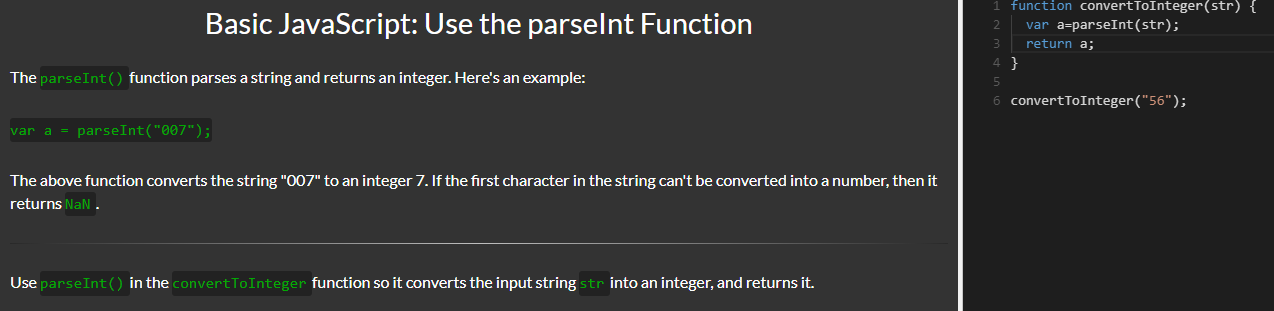 Basic JavaScript: Use the parseInt Function
The parseInt() function parses a string and returns an integer. Here's an example:
var a = parseInt("007");
The above function converts the string "007" to an integer 7. If the first character in the string can't be converted into a number, then it
returns NaN .
Use parseInt() in the convertToInteger function so it converts the input string str into an integer, and returns it.
1 function convertToInteger(str) {
2   var a=parseInt(str);
3   return a;
4 }
5
6 convertToInteger("56");